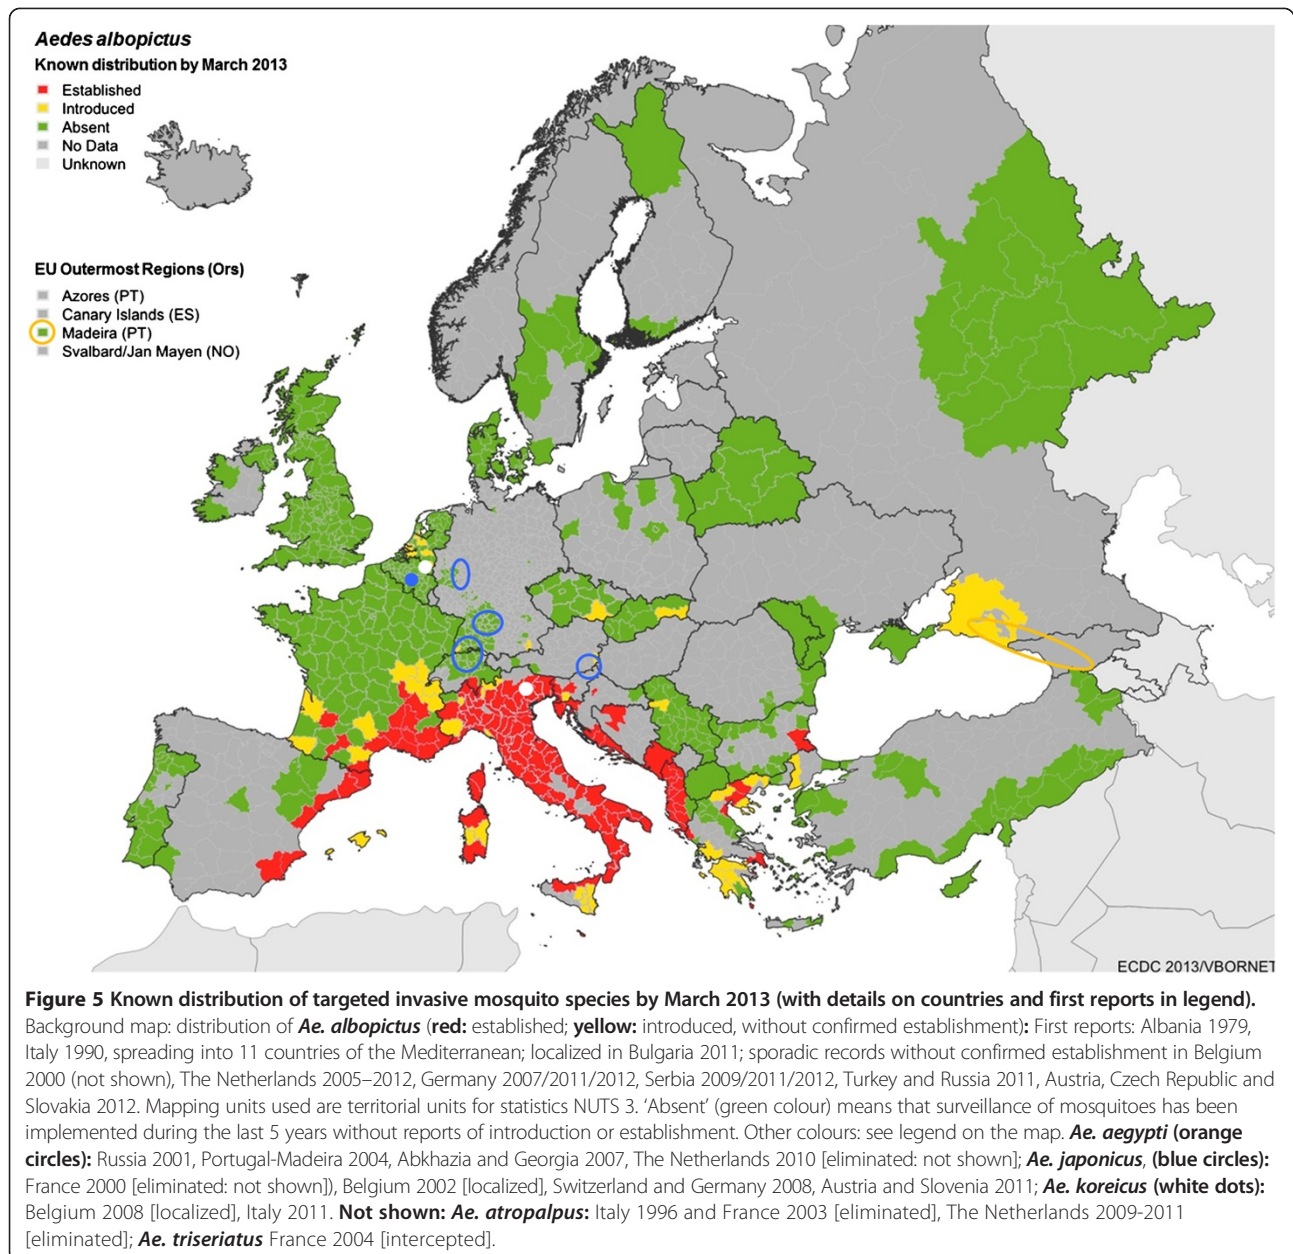 Aedes albopictus
Known distribution by March 2013
Established
Introduced
Absent
No Data
Unknown
EU Outermost Regions (Ors)
Azores (PT)
Canary Islands (ES)
Madeira (PT)
Svalbard/Jan Mayen (NO)
ECDC 2013/VBORNET
Figure 5 Known distribution of targeted invasive mosquito species by March 2013 (with details on countries and first reports in legend).
Background map: distribution of Ae. albopictus (red: established; yellow: introduced, without confirmed establishment): First reports: Albania 1979,
Italy 1990, spreading into 11 countries of the Mediterranean; localized in Bulgaria 2011; sporadic records without confirmed establishment in Belgium
2000 (not shown), The Netherlands 2005–2012, Germany 2007/2011/2012, Serbia 2009/2011/2012, Turkey and Russia 2011, Austria, Czech Republic and
Slovakia 2012. Mapping units used are territorial units for statistics NUTS 3. ‘Absent’ (green colour) means that surveillance of mosquitoes has been
implemented during the last 5 years without reports of introduction or establishment. Other colours: see legend on the map. Ae. aegypti (orange
circles): Russia 2001, Portugal-Madeira 2004, Abkhazia and Georgia 2007, The Netherlands 2010 [eliminated: not shown]; Ae. japonicus, (blue circles):
France 2000 [eliminated: not shown]), Belgium 2002 [localized], Switzerland and Germany 2008, Austria and Slovenia 2011; Ae. koreicus (white dots):
Belgium 2008 [localized], Italy 2011. Not shown: Ae. atropalpus: Italy 1996 and France 2003 [eliminated], The Netherlands 2009-2011
[eliminated]; Ae. triseriatus France 2004 [intercepted].